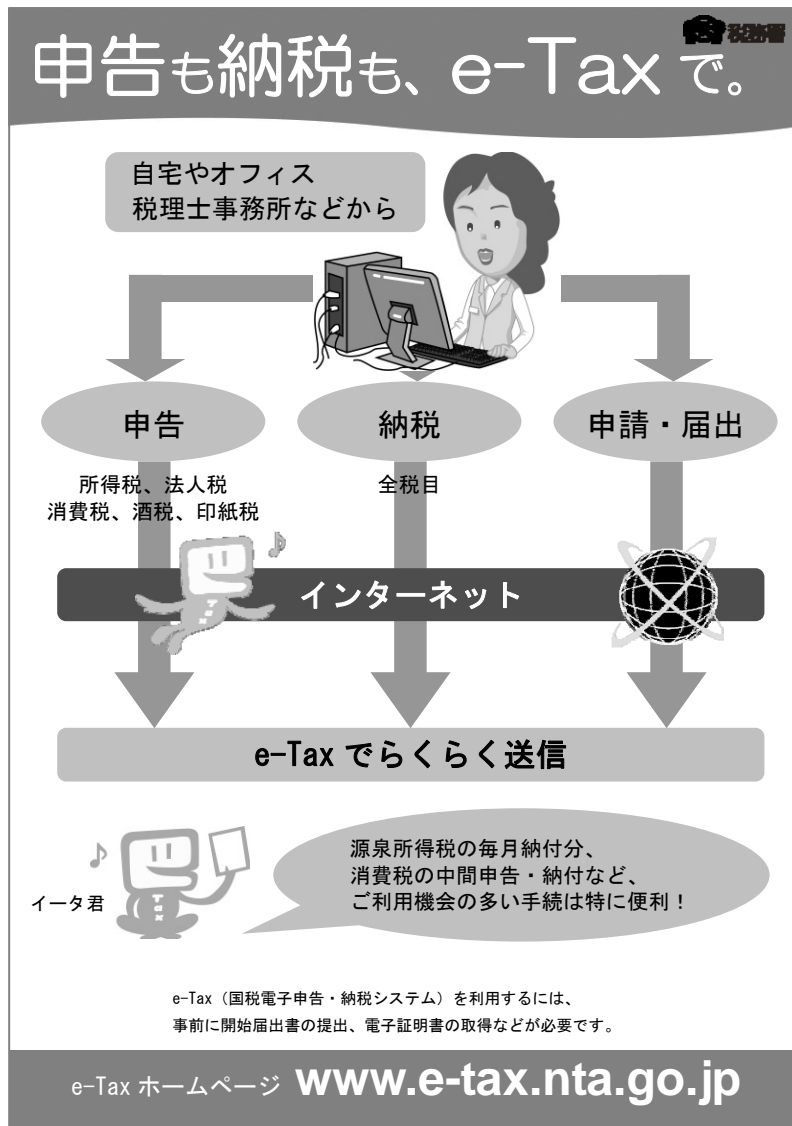 税務署
申告も納税も、e-Taxで。
自宅やオフィス
税理士事務所などから
申告
納税
申請・届出
所得税、法人税
消費税、酒税、印紙税
全税目
インターネット
e-Tax でらくらく送信
源泉所得税の毎月納付分、
消費税の中間申告・納付など、
ご利用機会の多い手続は特に便利！
イータ君
e-Tax（国税電子申告・納税システム）を利用するには、
事前に開始届出書の提出、電子証明書の取得などが必要です。
e-Tax ホームページ www.e-tax.nta.go.jp